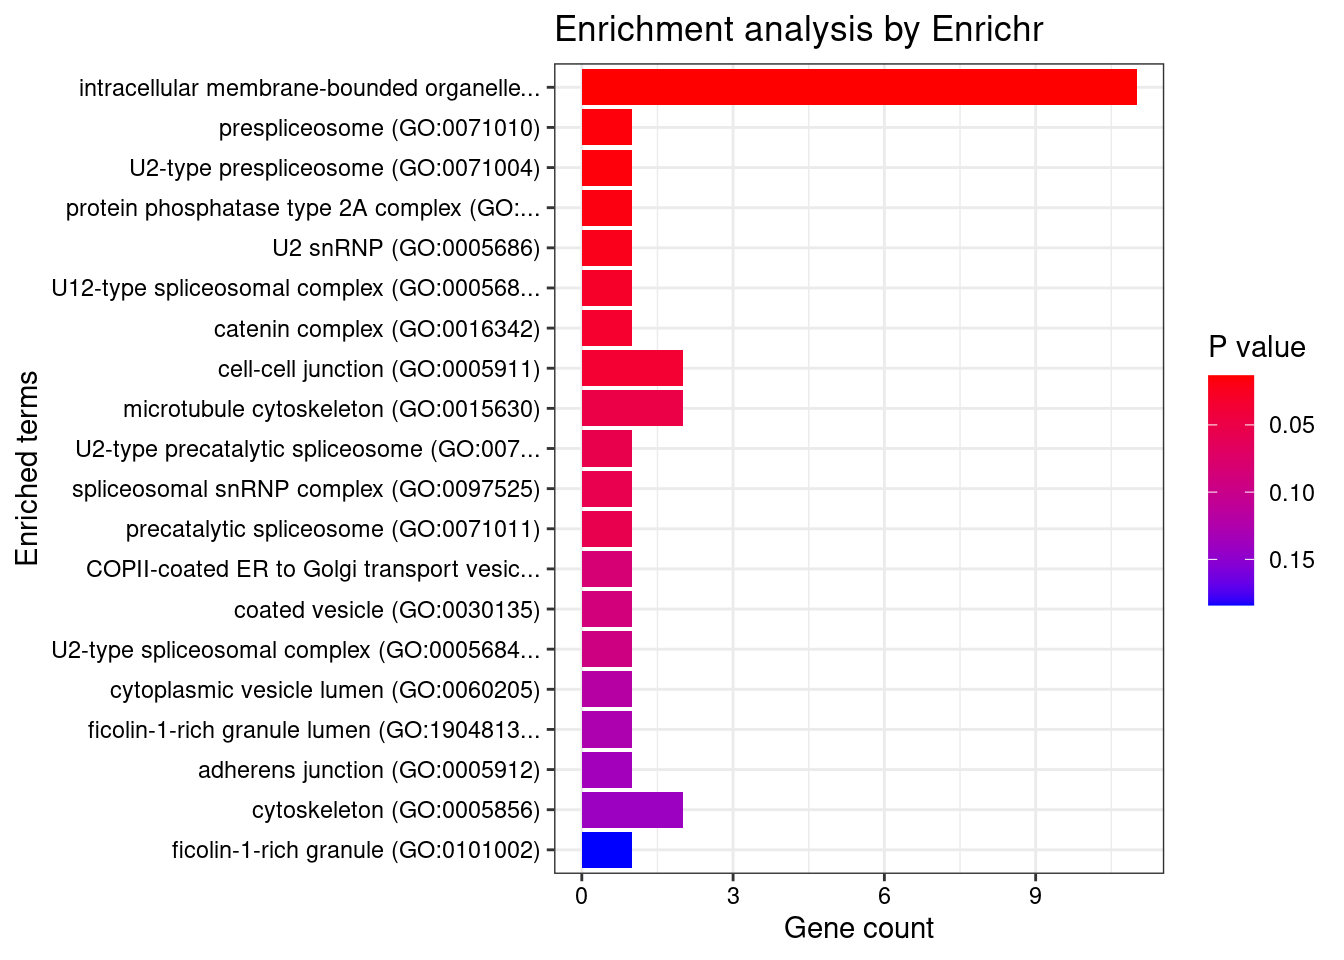 Enrichment analysis by Enrichr
intracellular membrane-bounded organelle...
prespliceosome (GO:0071010)
U2-type prespliceosome (GO:0071004)
protein phosphatase type 2A complex (GO:...
U2 snRNP (GO:0005686)
U12-type spliceosomal complex (GO:000568...
catenin complex (GO:0016342)
cell-cell junction (GO:0005911)
microtubule cytoskeleton (GO:0015630)
U2-type precatalytic spliceosome (GO:007...
spliceosomal snRNP complex (GO:0097525)
precatalytic spliceosome (GO:0071011)
COPII-coated ER to Golgi transport vesic...
coated vesicle (GO:0030135)
U2-type spliceosomal complex (GO:0005684...
cytoplasmic vesicle lumen (GO:0060205)
ficolin-1-rich granule lumen (GO:1904813...
adherens junction (GO:0005912)
cytoskeleton (GO:0005856)
ficolin-1-rich granule (GO:0101002)
Enriched terms
0 3 6 9
Gene count
P value
0.05
0.10
0.15